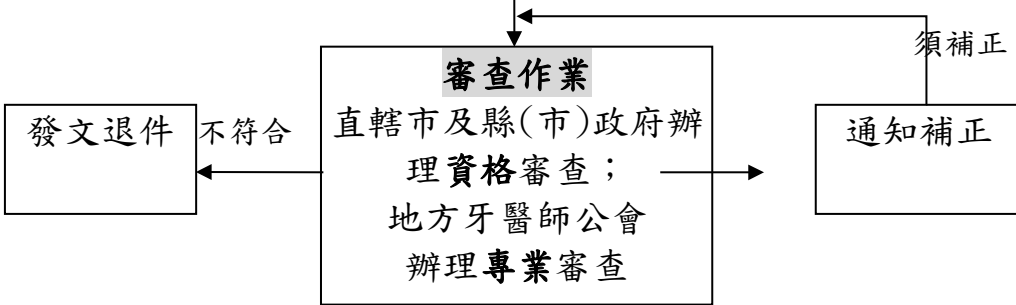 須補正
審查作業
發文退件
不符合
直轄市及縣(市)政府辦
理資格審查；
地方牙醫師公會
辦理專業審查
通知補正